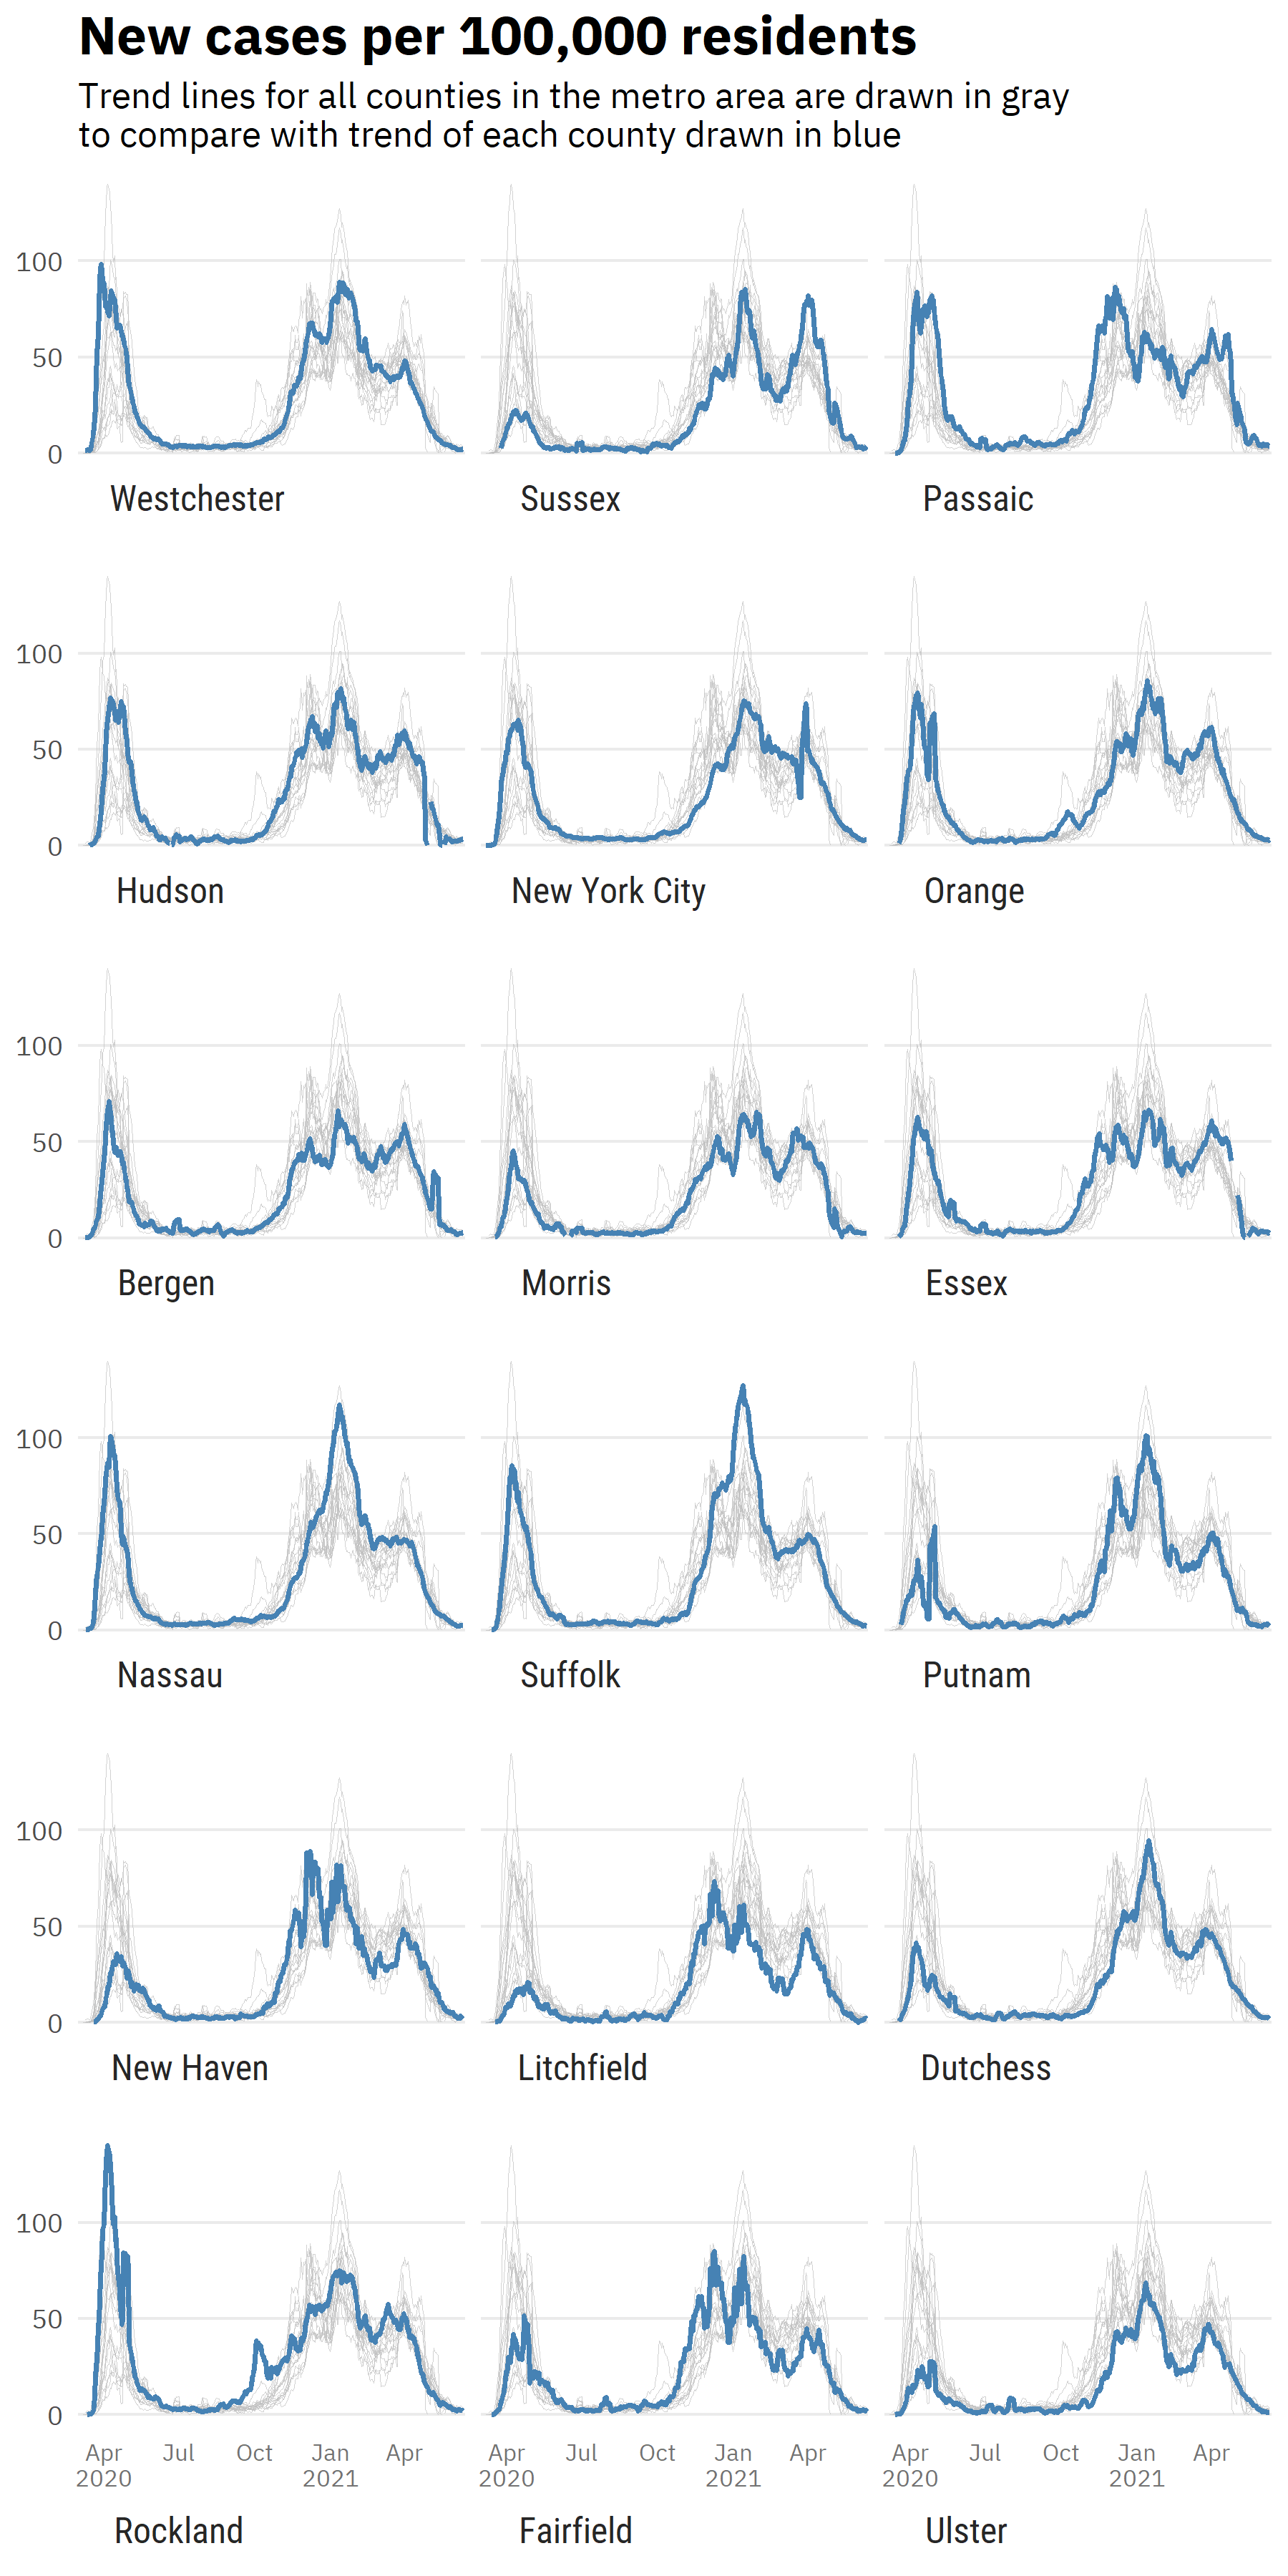 New cases per 100,000 residents
Trend lines for all counties in the metro area are drawn in gray
to compare with trend of each county drawn in blue
100
50
0
Westchester
Sussex
Passaic
100
50
0
Hudson
New York City
Orange
100
50
0
Bergen
Morris
Essex
100
50
0
Nassau
Suffolk
Putnam
100
50
0
New Haven
Litchfield
Dutchess
100
50
0
Apr Jul Oct Jan Apr
2020 2021
Apr Jul Oct Jan Apr
2020 2021
Apr Jul Oct Jan Apr
2020 2021
Rockland
Fairfield
Ulster